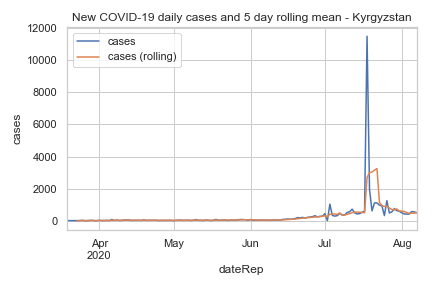 New COVID-19 daily cases and 5 day rolling mean - Kyrgyzstan
cases
cases (rolling)
12000
10000
8000
6000
4000
2000
0
cases
Apr
2020
May
Jun
Jul
Aug
dateRep